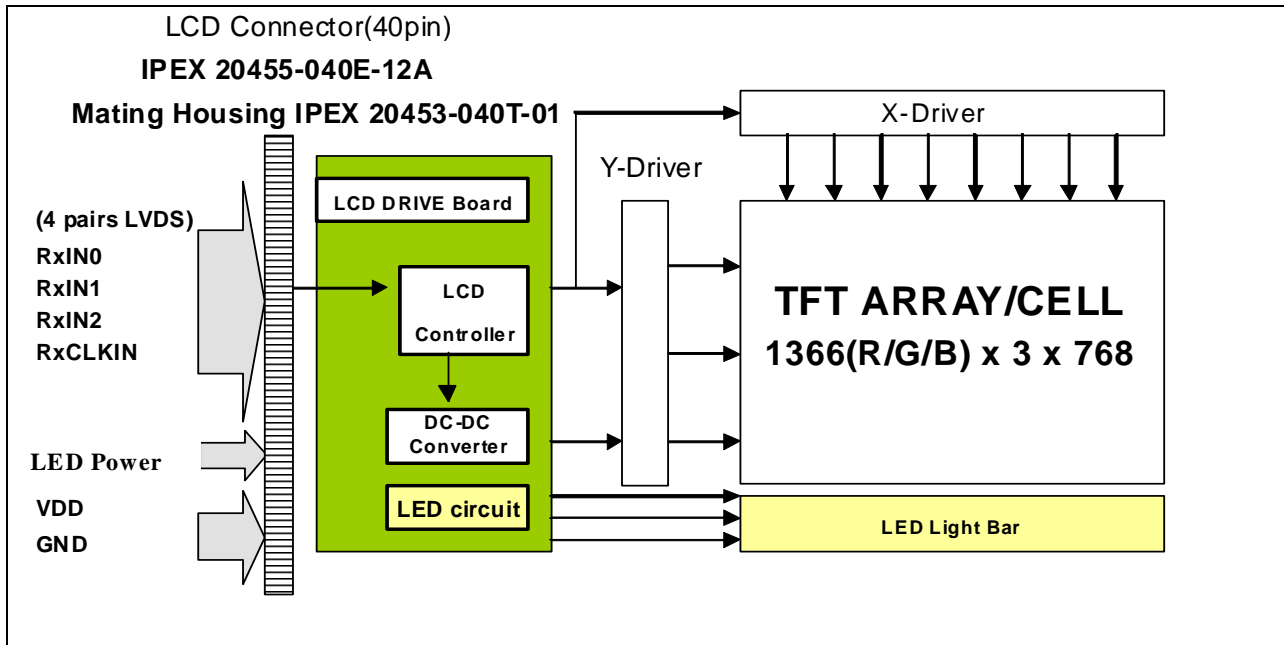 LCD Connector(40pin)
IPEX 20455-040E-12A
Mating Housing IPEX 20453-040T-01
X-Driver
Y-Driver
LCD DRIVE Board
(4 pairs LVDS)
RxIN0
RxIN1
RxIN2
RxCLKIN
LCD
Controller
TFT ARRAY/CELL
1366(R/G/B) x 3 x 768
DC-DC
Converter
LED Power
VDD
GND
LED circuit
LED Light Bar